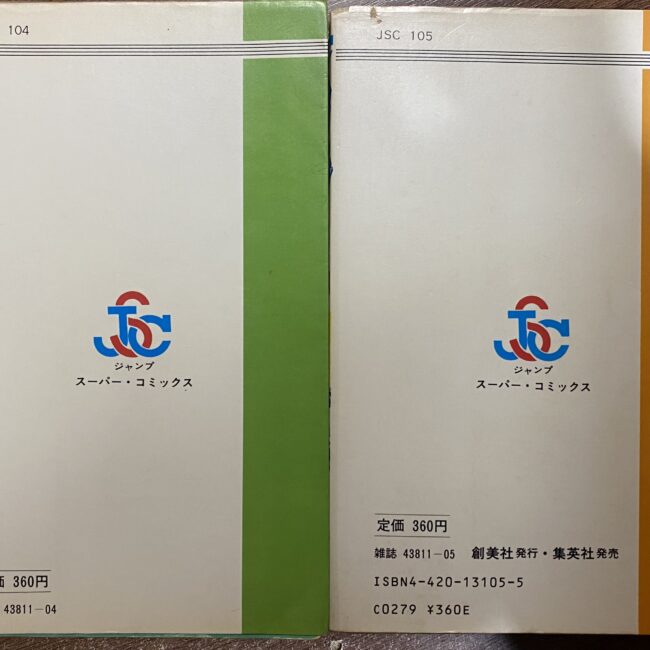 104
JSC
ジャンプ
スーパー・コミックス
価 360円
43811-04
JSC 105
JSC
ジャンプ
スーパー・コミックス
定価 360円
雑誌 43811-05 創美社発行・集英社発売
ISBN4-420-13105-5
C0279 ¥360E